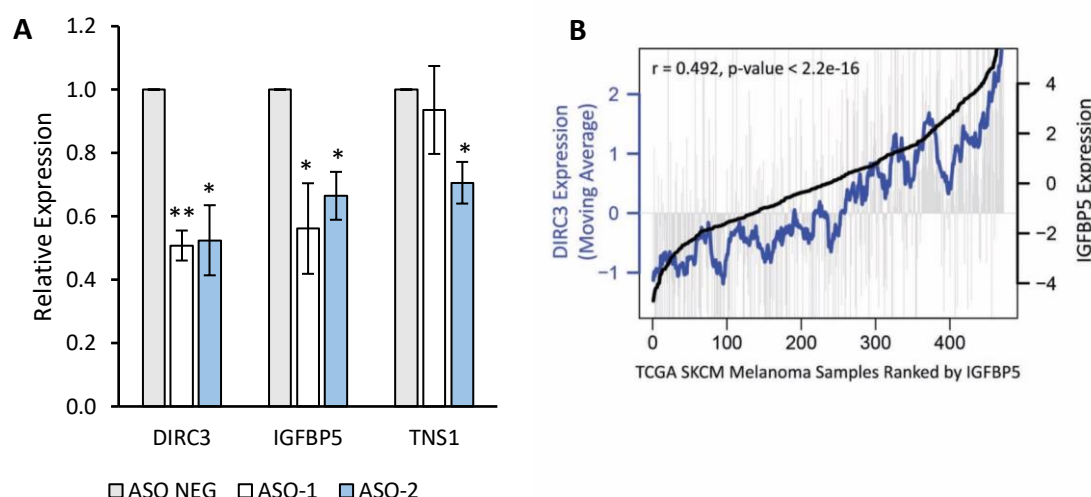 A
1.2
1.0
0.8
0.6
0.4
0.2
0.0
Relative Expression
** * * * *
DIRC3 IGFBP5 TNS1
ASO NEG ASO-1 ASO-2
B
r = 0.492, p-value < 2.2e-16
DIRC3 Expression
(Moving Average)
2
1
0
−1
4
2
0
−2
−4
IGFBP5 Expression
0 100 200 300 400
TCGA SKCM Melanoma Samples Ranked by IGFBP5